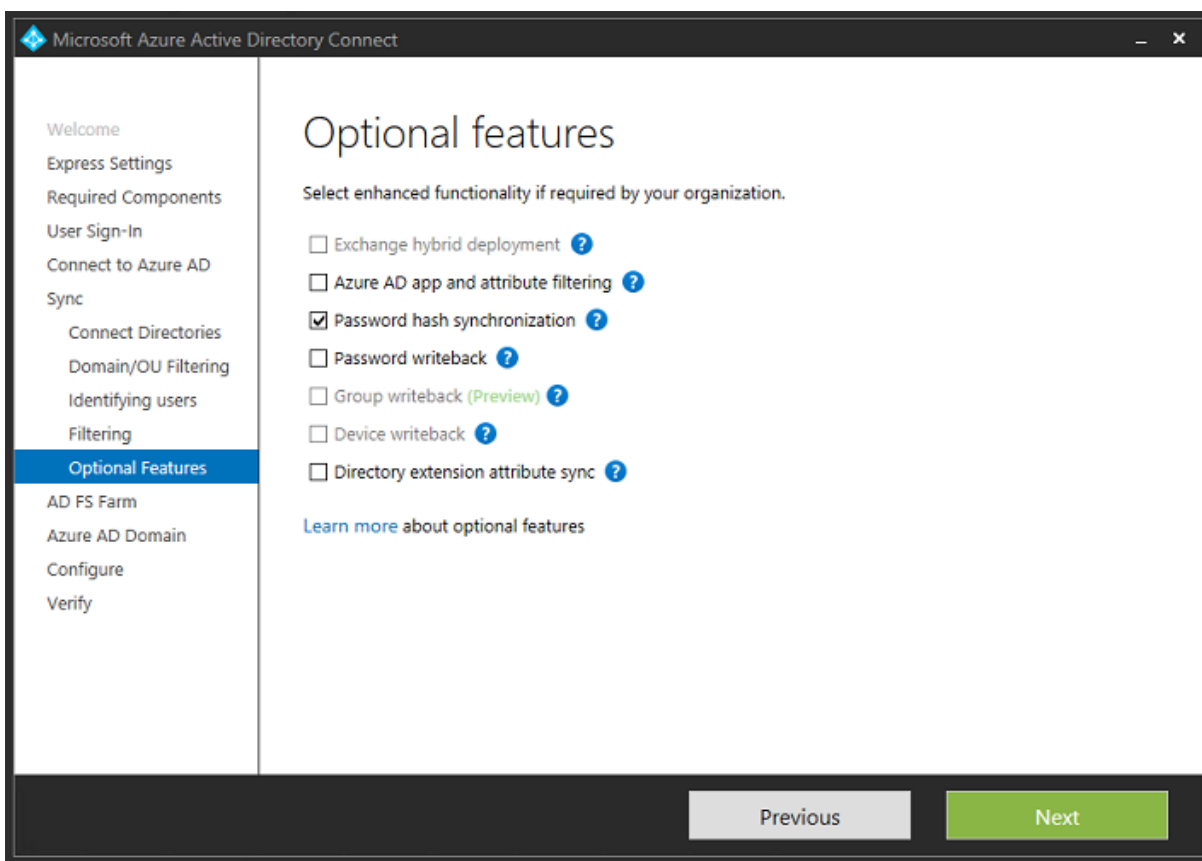 Microsoft Azure Active Directory Connect
Welcome
Express Settings
Required Components
User Sign-In
Connect to Azure AD
Sync
Connect Directories
Domain/OU Filtering
Identifying users
Filtering
Optional Features
AD FS Farm
Azure AD Domain
Configure
Verify
Optional features
Select enhanced functionality if required by your organization.
Exchange hybrid deployment ?
Azure AD app and attribute filtering ?
Password hash synchronization ?
Password writeback ?
Group writeback (Preview) ?
Device writeback ?
Directory extension attribute sync ?
Learn more about optional features
Previous
Next